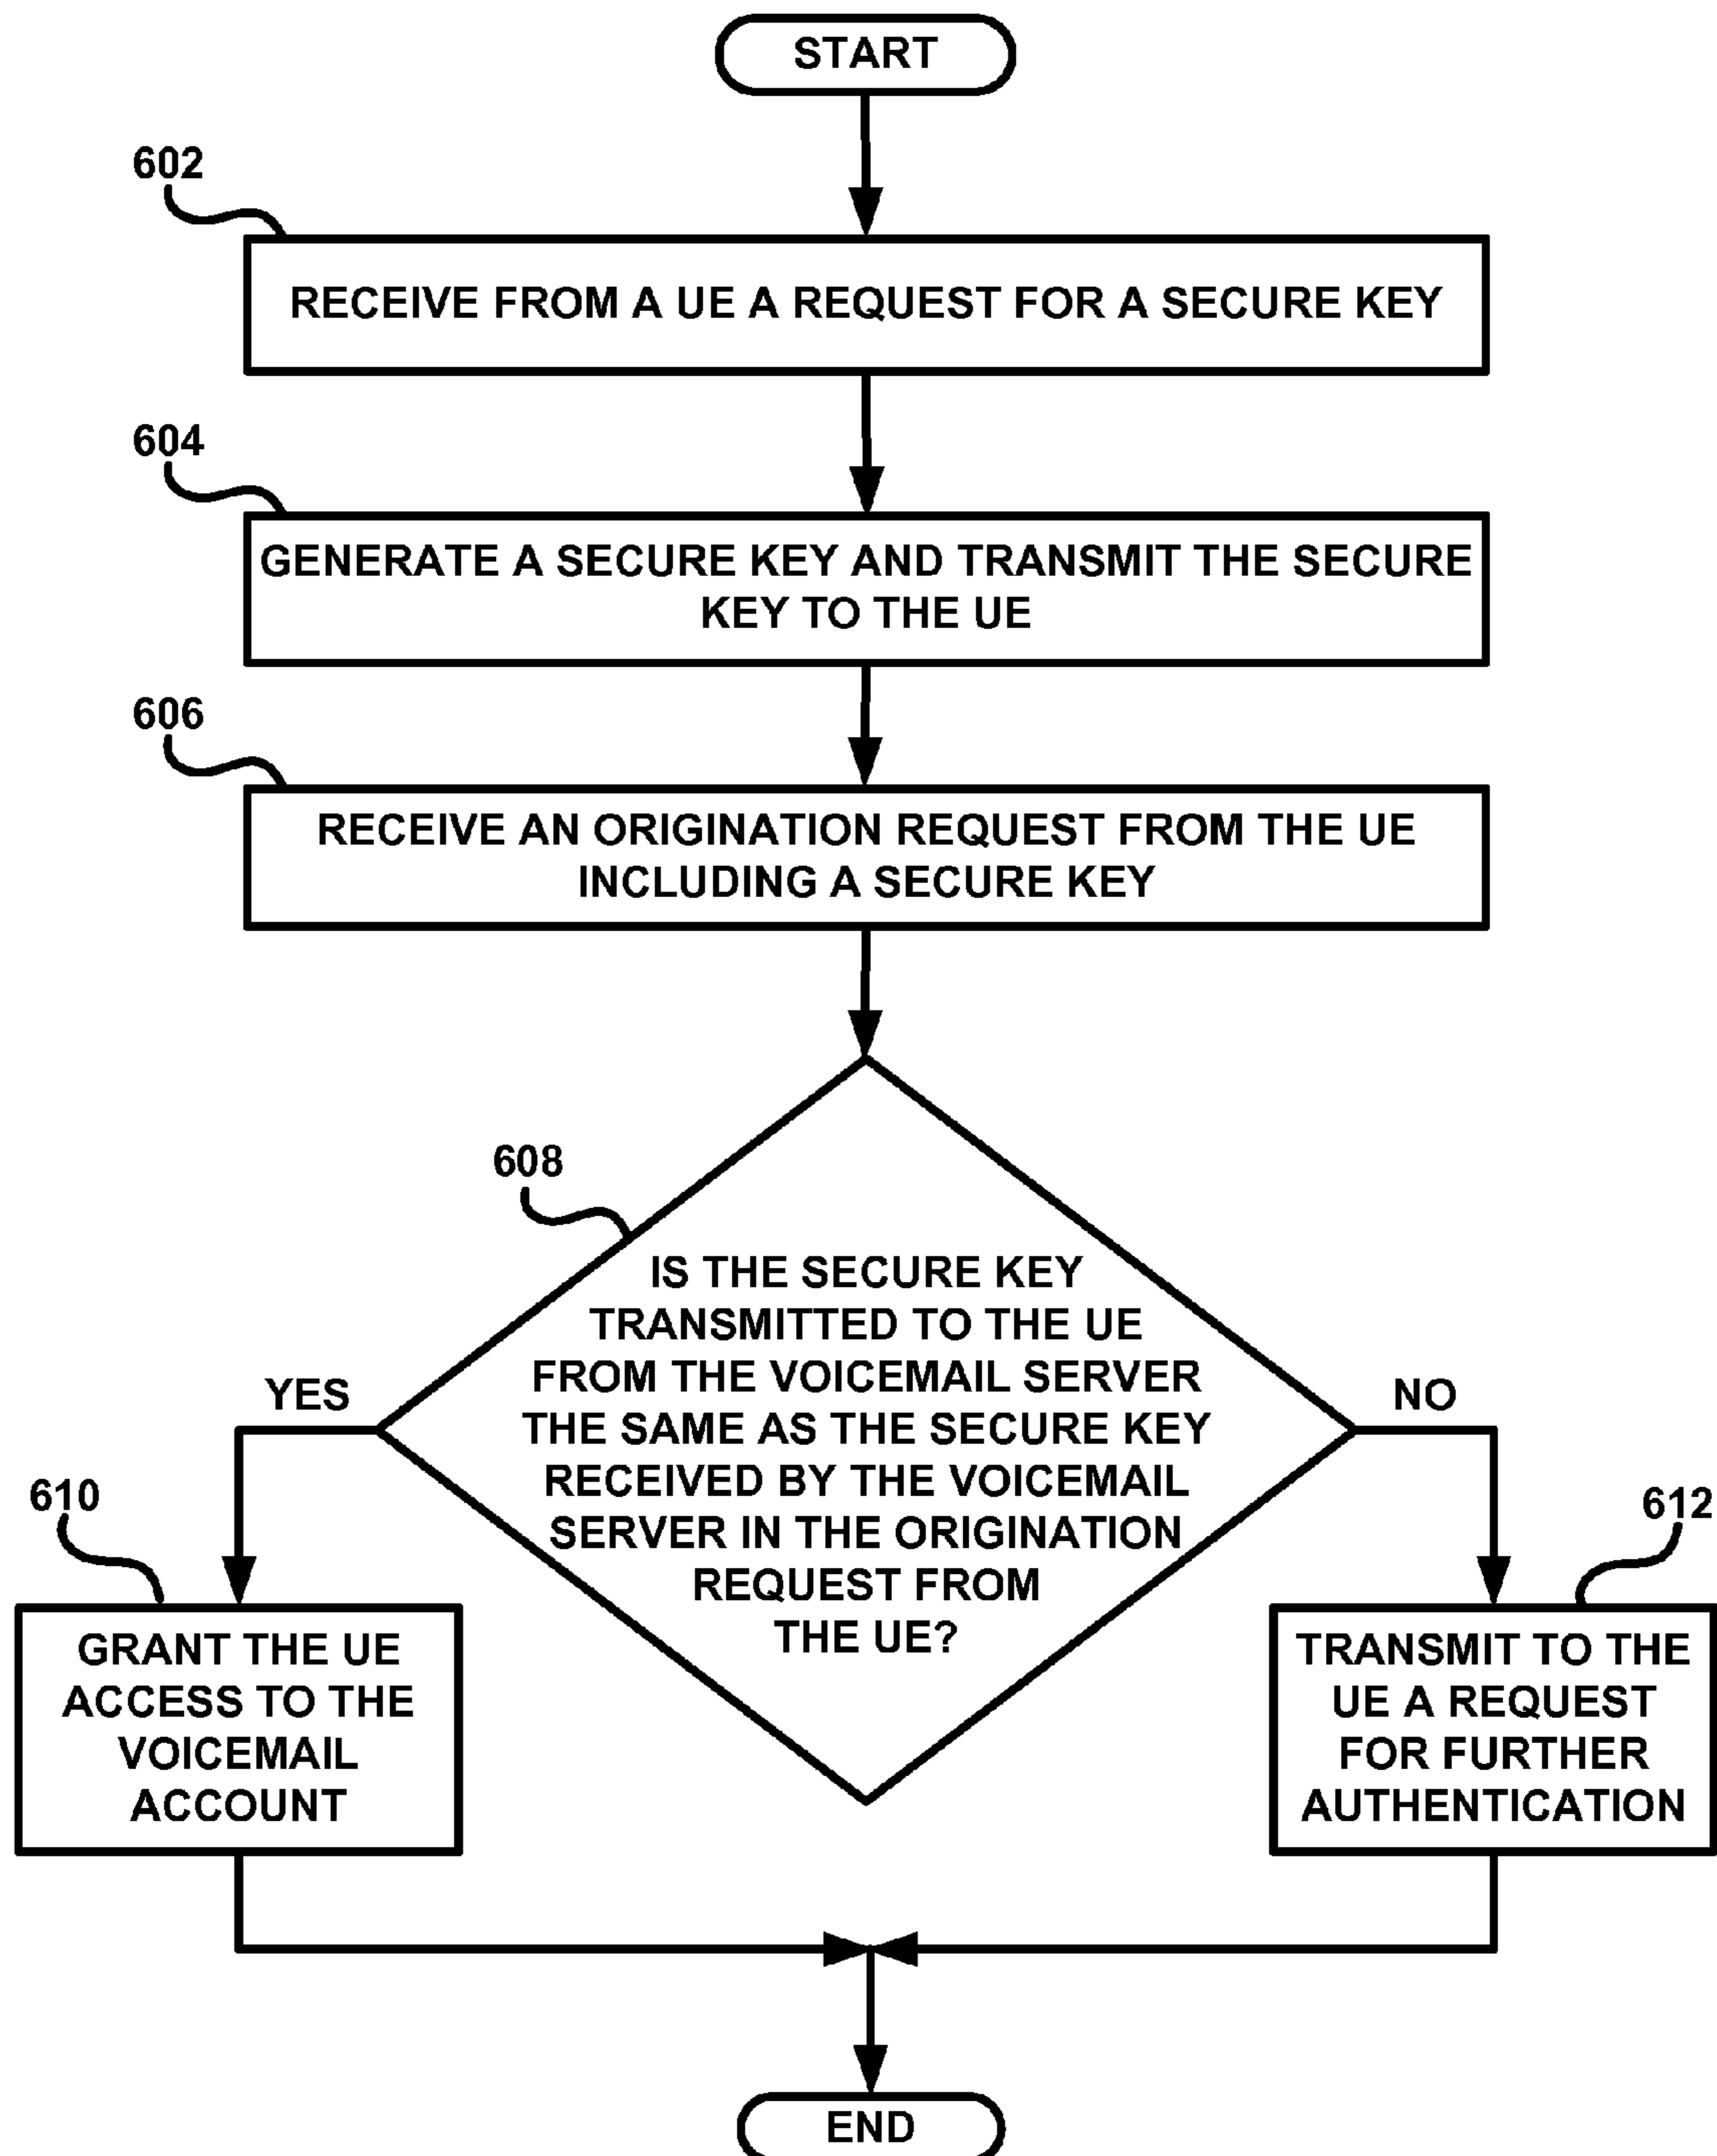 START
602
RECEIVE FROM A UE A REQUEST FOR A SECURE KEY
604
GENERATE A SECURE KEY AND TRANSMIT THE SECURE
KEY TO THE UE
606
RECEIVE AN ORIGINATION REQUEST FROM THE UE
INCLUDING A SECURE KEY
608
IS THE SECURE KEY
TRANSMITTED TO THE UE
FROM THE VOICEMAIL SERVER
THE SAME AS THE SECURE KEY
RECEIVED BY THE VOICEMAIL
SERVER IN THE ORIGINATION
REQUEST FROM
THE UE?
YES
NO
610
GRANT THE UE
ACCESS TO THE
VOICEMAIL
ACCOUNT
612
TRANSMIT TO THE
UE A REQUEST
FOR FURTHER
AUTHENTICATION
END